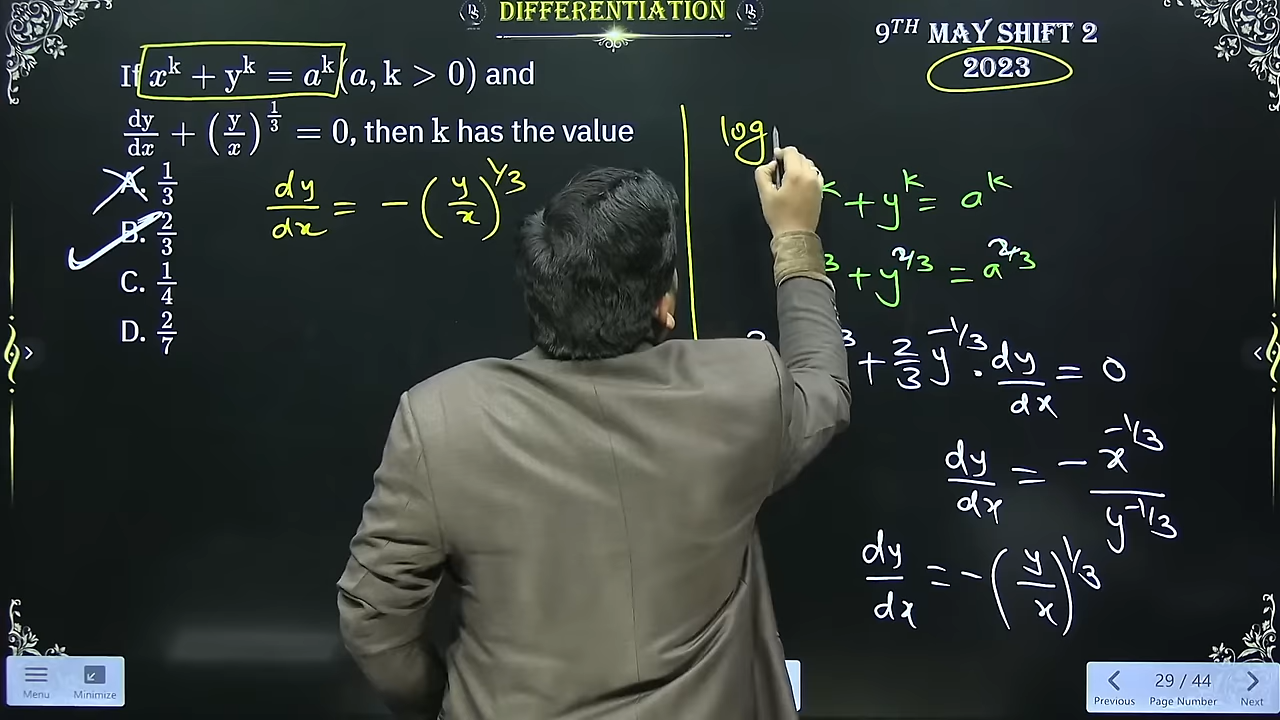 DIFFERENTIATION
9TH MAY SHIFT 2
2023
If x^k + y^k = a^k (a, k > 0) and
dy/dx + (y/x)^(1/3) = 0, then k has the value
A. 1/3
B. 2/3
C. 1/4
D. 2/7
dy/dx = -(y/x)^1/3
log
k + y^k = a^k
3 + y^2/3 = a^2/3
3 + 2/3 y^-1/3 . dy/dx = 0
dy/dx = - x^-1/3 / y^-1/3
dy/dx = -(y/x)^1/3
Menu
Minimize
Previous
29 / 44
Page Number
Next